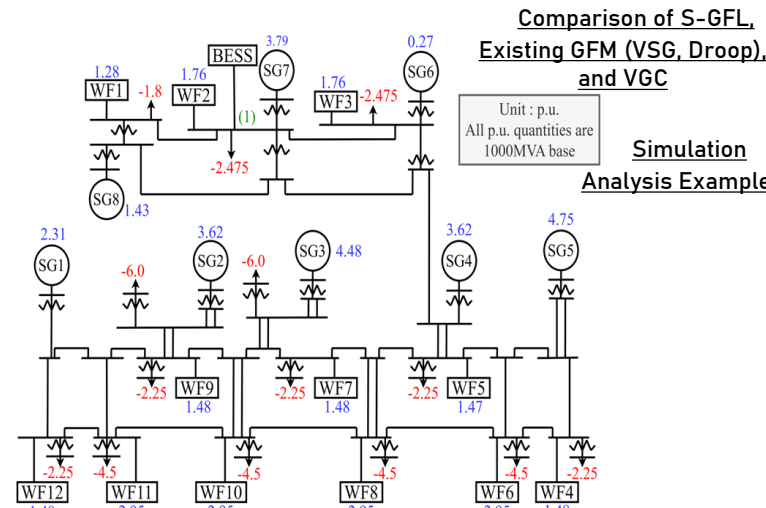 Comparison of S-GFL,
Existing GFM (VSG, Droop),
and VGC
Unit : p.u.
All p.u. quantities are
1000MVA base
Simulation
Analysis Example
3.79
0.27
BESS
SG7
SG6
1.28
1.76
1.76
WF1
-1.8
WF2
WF3
-2.475
(1)
-2.475
SG8
1.43
2.31
3.62
4.48
3.62
4.75
SG1
SG2
SG3
SG4
SG5
-6.0
-6.0
-2.25
WF9
-2.25
WF7
-2.25
WF5
1.48
1.48
1.47
-2.25
-4.5
-4.5
-4.5
-4.5
-2.25
WF12
WF11
WF10
WF8
WF6
WF4